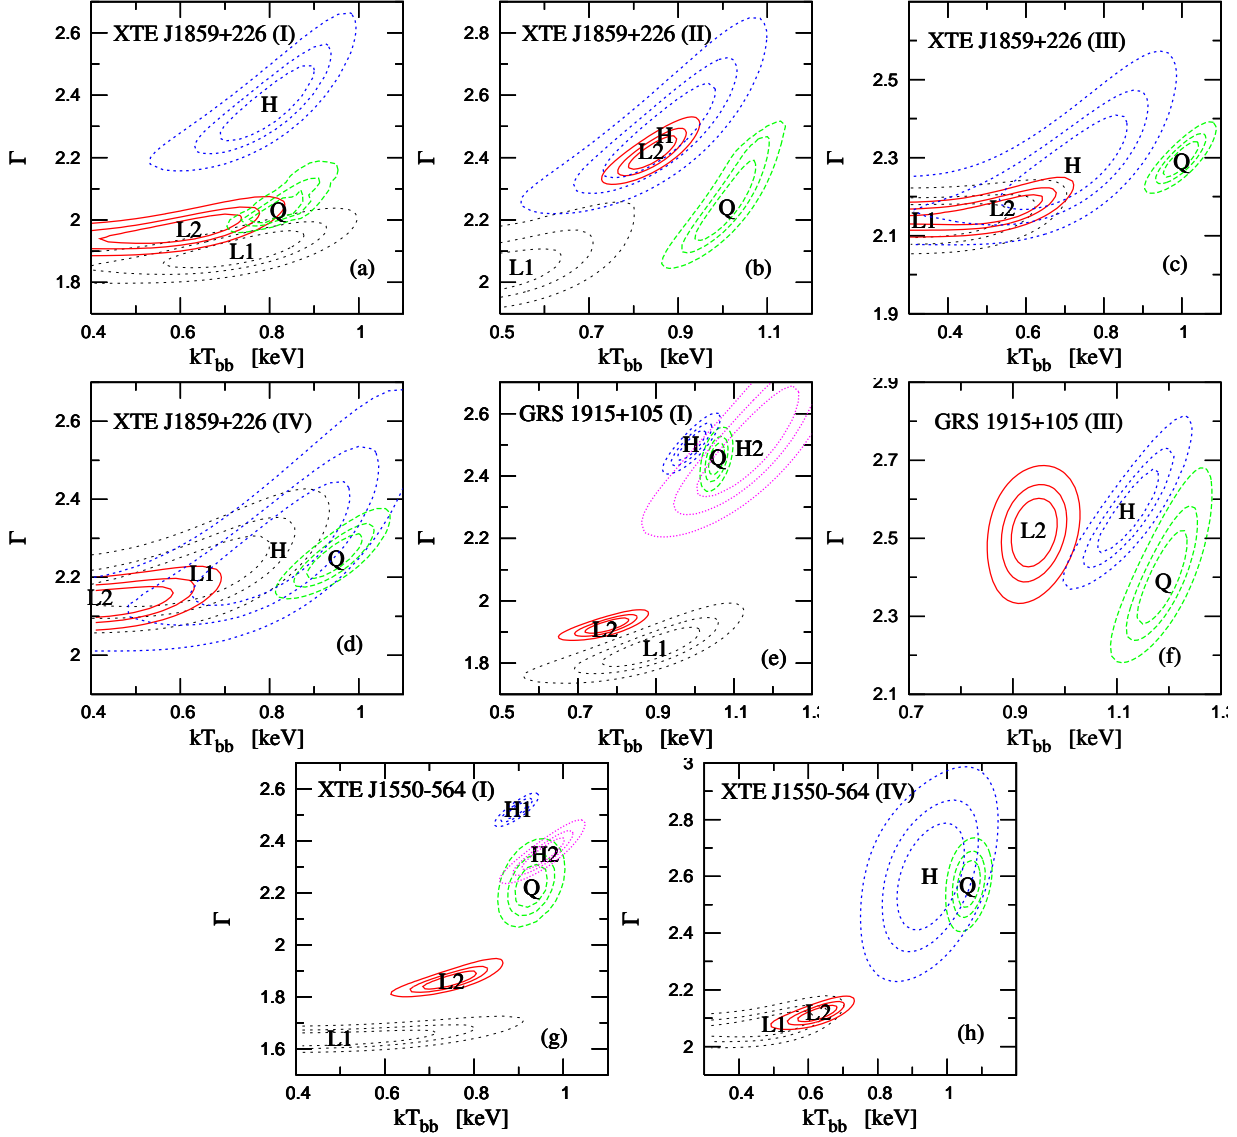 XTE J1859+226 (I)
2.6
2.4
2.2
2
1.8
Γ
H
L2
Q
L1
(a)
0.4 0.6 0.8 1
kTbb [keV]
XTE J1859+226 (II)
2.6
2.4
2.2
2
Γ
H
L2
Q
L1
(b)
0.5 0.7 0.9 1.1
kTbb [keV]
XTE J1859+226 (III)
2.5
2.3
2.1
1.9
Γ
H
Q
L1
L2
(c)
0.4 0.6 0.8 1
kTbb [keV]
XTE J1859+226 (IV)
2.6
2.4
2.2
2
Γ
H
Q
L1
L2
(d)
0.4 0.6 0.8 1
kTbb [keV]
GRS 1915+105 (I)
2.6
2.4
2.2
2
1.8
Γ
H
Q
H2
L2
L1
(e)
0.5 0.7 0.9 1.1
kTbb [keV]
GRS 1915+105 (III)
2.9
2.7
2.5
2.3
2.1
Γ
L2
H
Q
(f)
0.7 0.9 1.1
kTbb [keV]
XTE J1550-564 (I)
2.6
2.4
2.2
2
1.8
1.6
Γ
H1
H2
Q
L2
L1
(g)
0.4 0.6 0.8 1
kTbb [keV]
XTE J1550-564 (IV)
3
2.8
2.6
2.4
2.2
2
Γ
H
Q
L1
L2
(h)
0.4 0.6 0.8 1
kTbb [keV]